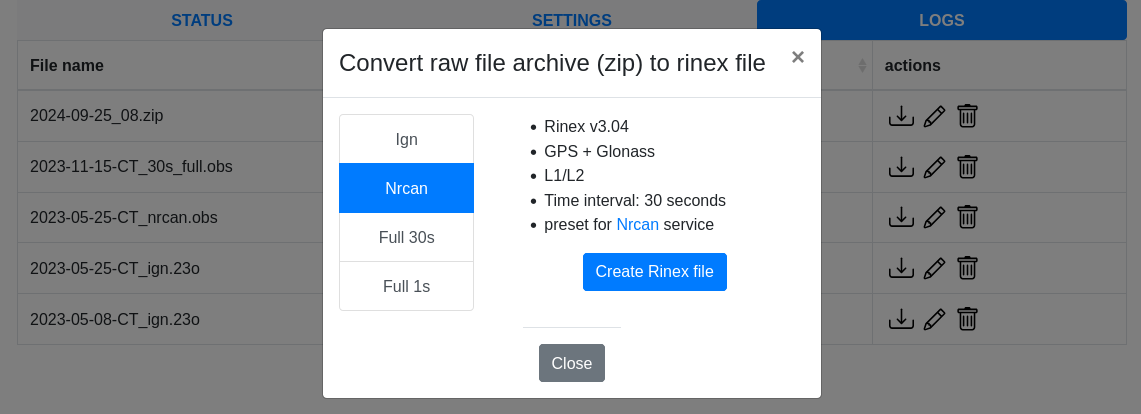 STATUS SETTINGS LOGS
Convert raw file archive (zip) to rinex file ×
File name actions
2024-09-25_08.zip
2023-11-15-CT_30s_full.obs
2023-05-25-CT_nrcan.obs
2023-05-25-CT_ign.23o
2023-05-08-CT_ign.23o
Ign
Nrcan
Full 30s
Full 1s
Rinex v3.04
GPS + Glonass
L1/L2
Time interval: 30 seconds
preset for Nrcan service
Create Rinex file
Close